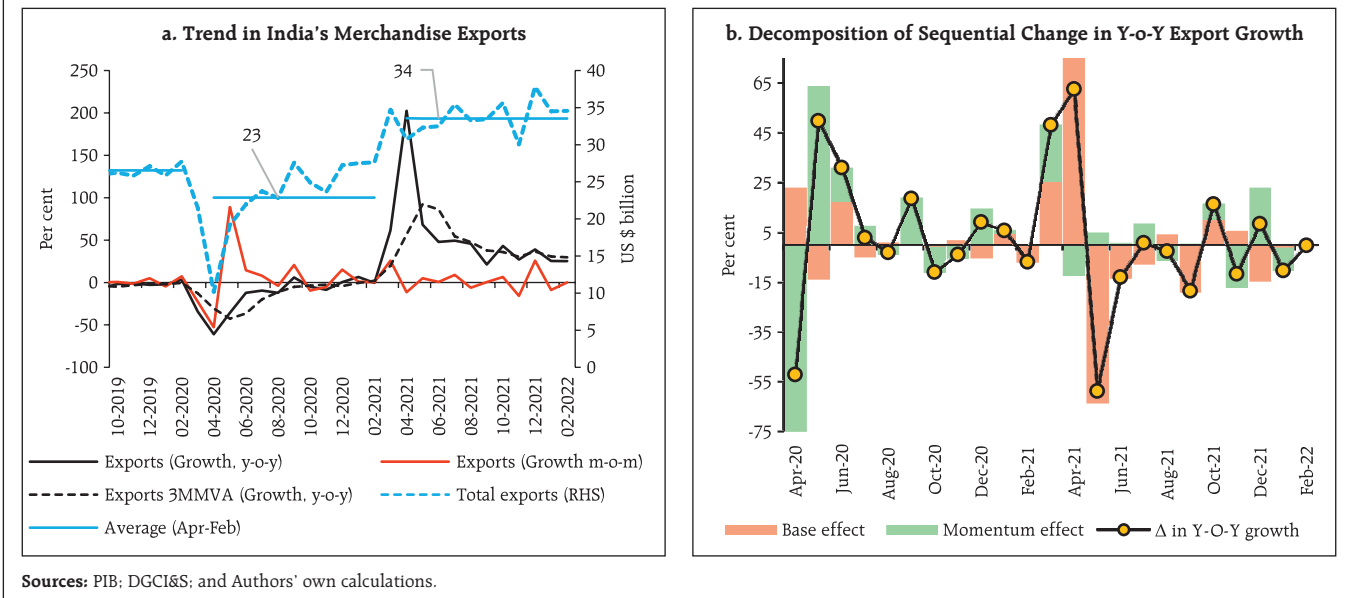 a. Trend in India's Merchandise Exports
250
200
150
100
50
0
-50
-100
Per cent
40
35
30
25
20
15
10
5
0
US $ billion
23
34
10-2019
12-2019
02-2020
04-2020
06-2020
08-2020
10-2020
12-2020
02-2021
04-2021
06-2021
08-2021
10-2021
12-2021
02-2022
Exports (Growth, y-o-y)
Exports (Growth m-o-m)
Exports 3MMVA (Growth, y-o-y)
Total exports (RHS)
Average (Apr-Feb)
b. Decomposition of Sequential Change in Y-o-Y Export Growth
65
45
25
5
-15
-35
-55
-75
Per cent
Apr-20
Jun-20
Aug-20
Oct-20
Dec-20
Feb-21
Apr-21
Jun-21
Aug-21
Oct-21
Dec-21
Feb-22
Base effect
Momentum effect
Δ in Y-O-Y growth
Sources: PIB; DGCI&S; and Authors' own calculations.